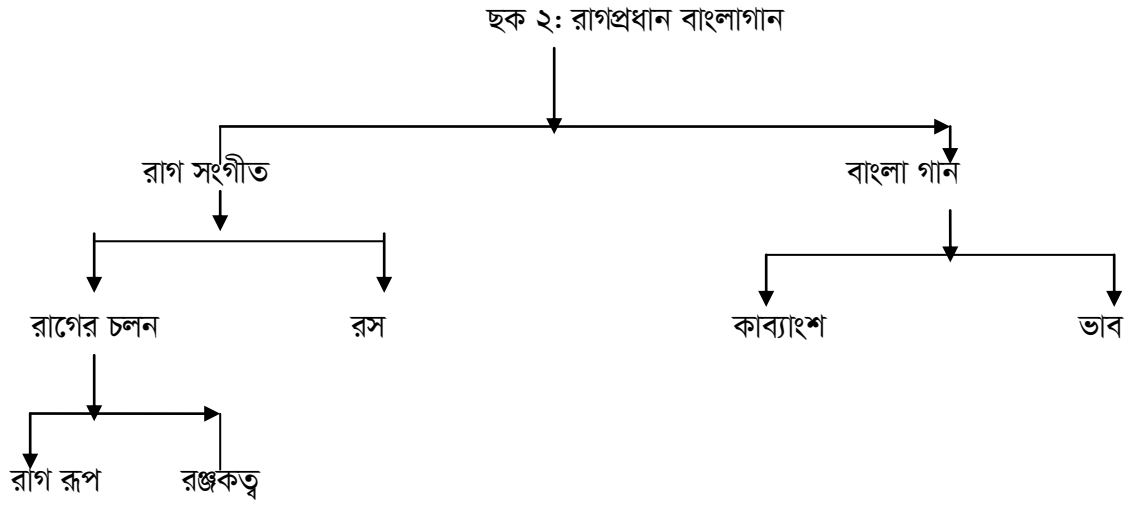 ছক ২: রাগপ্রধান বাংলাগান
রাগ সংগীত বাংলা গান
রাগের চলন রস কাব্যাংশ ভাব
রাগ রূপ রঞ্জকত্ব